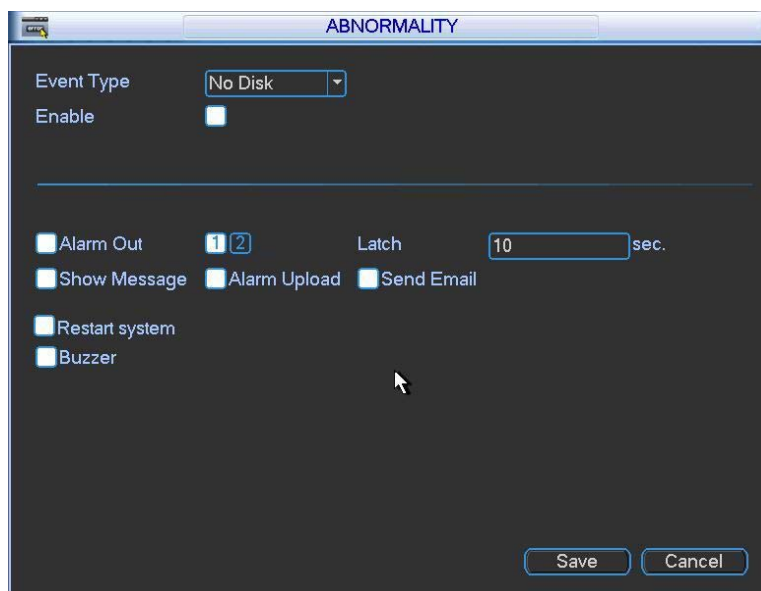 ABNORMALITY
Event Type No Disk
Enable
Alarm Out 1 2 Latch 10 sec.
Show Message Alarm Upload Send Email
Restart system
Buzzer
Save Cancel